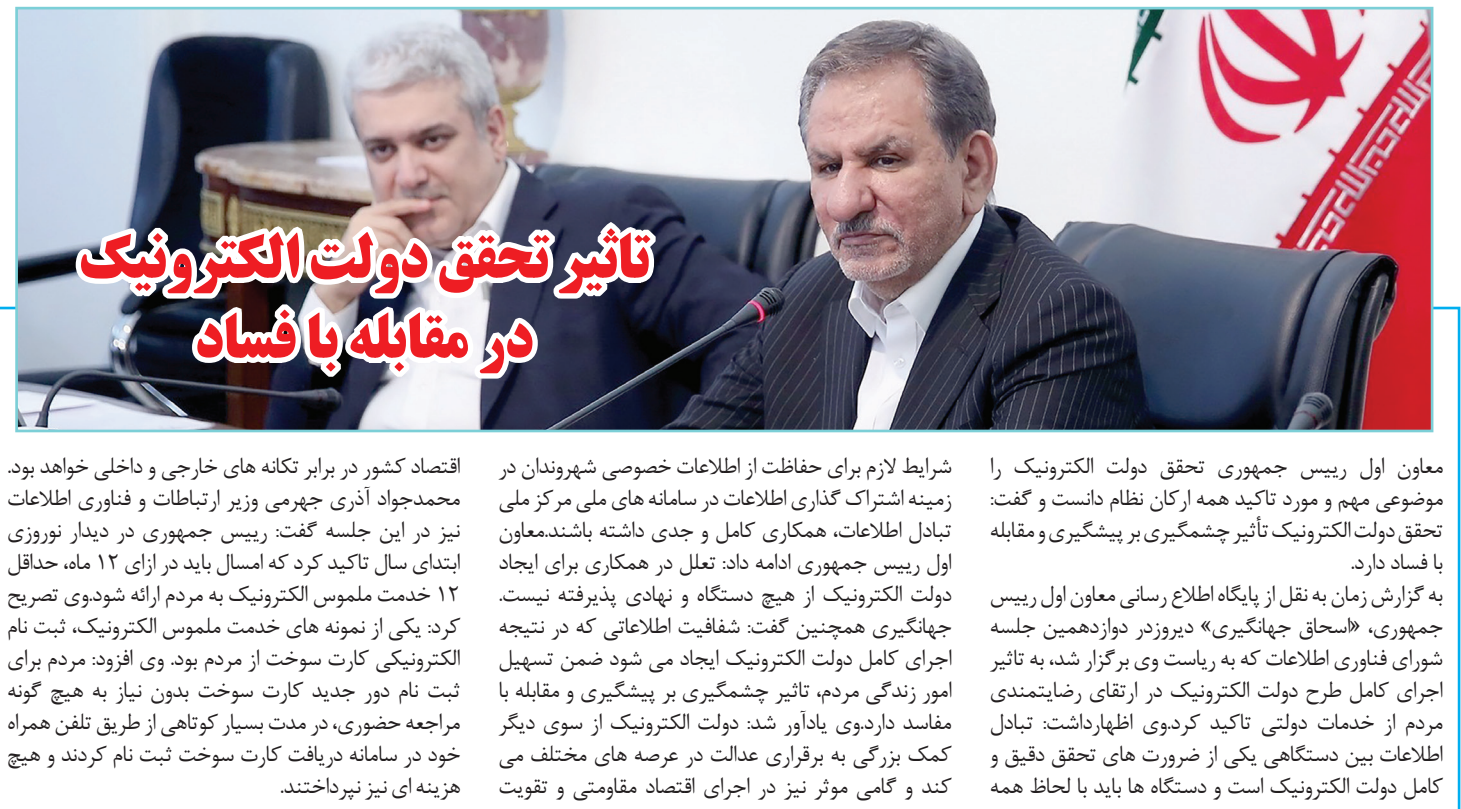 تاثیر تحقق دولت الکترونیک
در مقابله با فساد
معاون اول رییس جمهوری تحقق دولت الکترونیک را
موضوعی مهم و مورد تاکید همه ارکان نظام دانست و گفت:
تحقق دولت الکترونیک تأثیر چشمگیری بر پیشگیری و مقابله
با فساد دارد.
به گزارش زمان به نقل از پایگاه اطلاع رسانی معاون اول رییس
جمهوری، «اسحاق جهانگیری» دیروزدر دوازدهمین جلسه
شورای فناوری اطلاعات که به ریاست وی برگزار شد، به تاثیر
اجرای کامل طرح دولت الکترونیک در ارتقای رضایتمندی
مردم از خدمات دولتی تاکید کرد.وی اظهارداشت: تبادل
اطلاعات بین دستگاهی یکی از ضرورت های تحقق دقیق و
کامل دولت الکترونیک است و دستگاه ها باید با لحاظ همه
شرایط لازم برای حفاظت از اطلاعات خصوصی شهروندان در
زمینه اشتراک گذاری اطلاعات در سامانه های ملی مرکز ملی
تبادل اطلاعات، همکاری کامل و جدی داشته باشند.معاون
اول رییس جمهوری ادامه داد: تعلل در همکاری برای ایجاد
دولت الکترونیک از هیچ دستگاه و نهادی پذیرفته نیست.
جهانگیری همچنین گفت: شفافیت اطلاعاتی که در نتیجه
اجرای کامل دولت الکترونیک ایجاد می شود ضمن تسهیل
امور زندگی مردم، تاثیر چشمگیری بر پیشگیری و مقابله با
مفاسد دارد.وی یادآور شد: دولت الکترونیک از سوی دیگر
کمک بزرگی به برقراری عدالت در عرصه های مختلف می
کند و گامی موثر نیز در اجرای اقتصاد مقاومتی و تقویت
اقتصاد کشور در برابر تکانه های خارجی و داخلی خواهد بود.
محمدجواد آذری جهرمی وزیر ارتباطات و فناوری اطلاعات
نیز در این جلسه گفت: رییس جمهوری در دیدار نوروزی
ابتدای سال تاکید کرد که امسال باید در ازای ۱۲ ماه، حداقل
۱۲ خدمت ملموس الکترونیک به مردم ارائه شود.وی تصریح
کرد: یکی از نمونه های خدمت ملموس الکترونیک، ثبت نام
الکترونیکی کارت سوخت از مردم بود. وی افزود: مردم برای
ثبت نام دور جدید کارت سوخت بدون نیاز به هیچ گونه
مراجعه حضوری، در مدت بسیار کوتاهی از طریق تلفن همراه
خود در سامانه دریافت کارت سوخت ثبت نام کردند و هیچ
هزینه ای نیز نپرداختند.